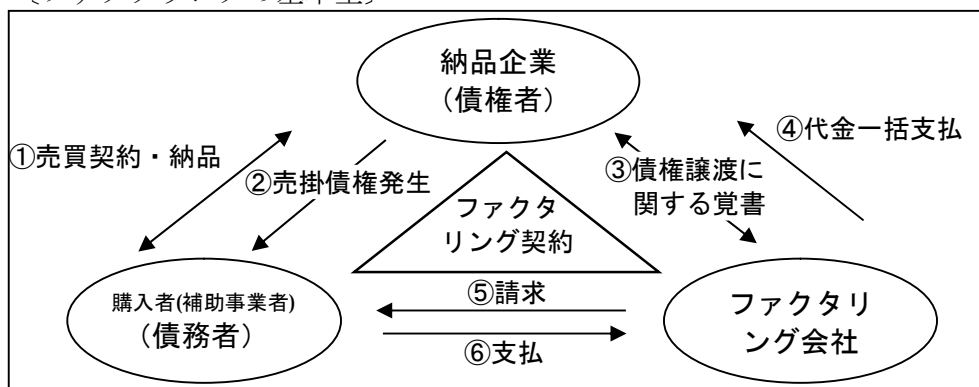 納品企業
（債権者）
①売買契約・納品
②売掛債権発生
③債権譲渡に
関する覚書
④代金一括支払
ファクタ
リング契約
購入者(補助事業者)
（債務者）
⑤請求
⑥支払
ファクタリ
ング会社